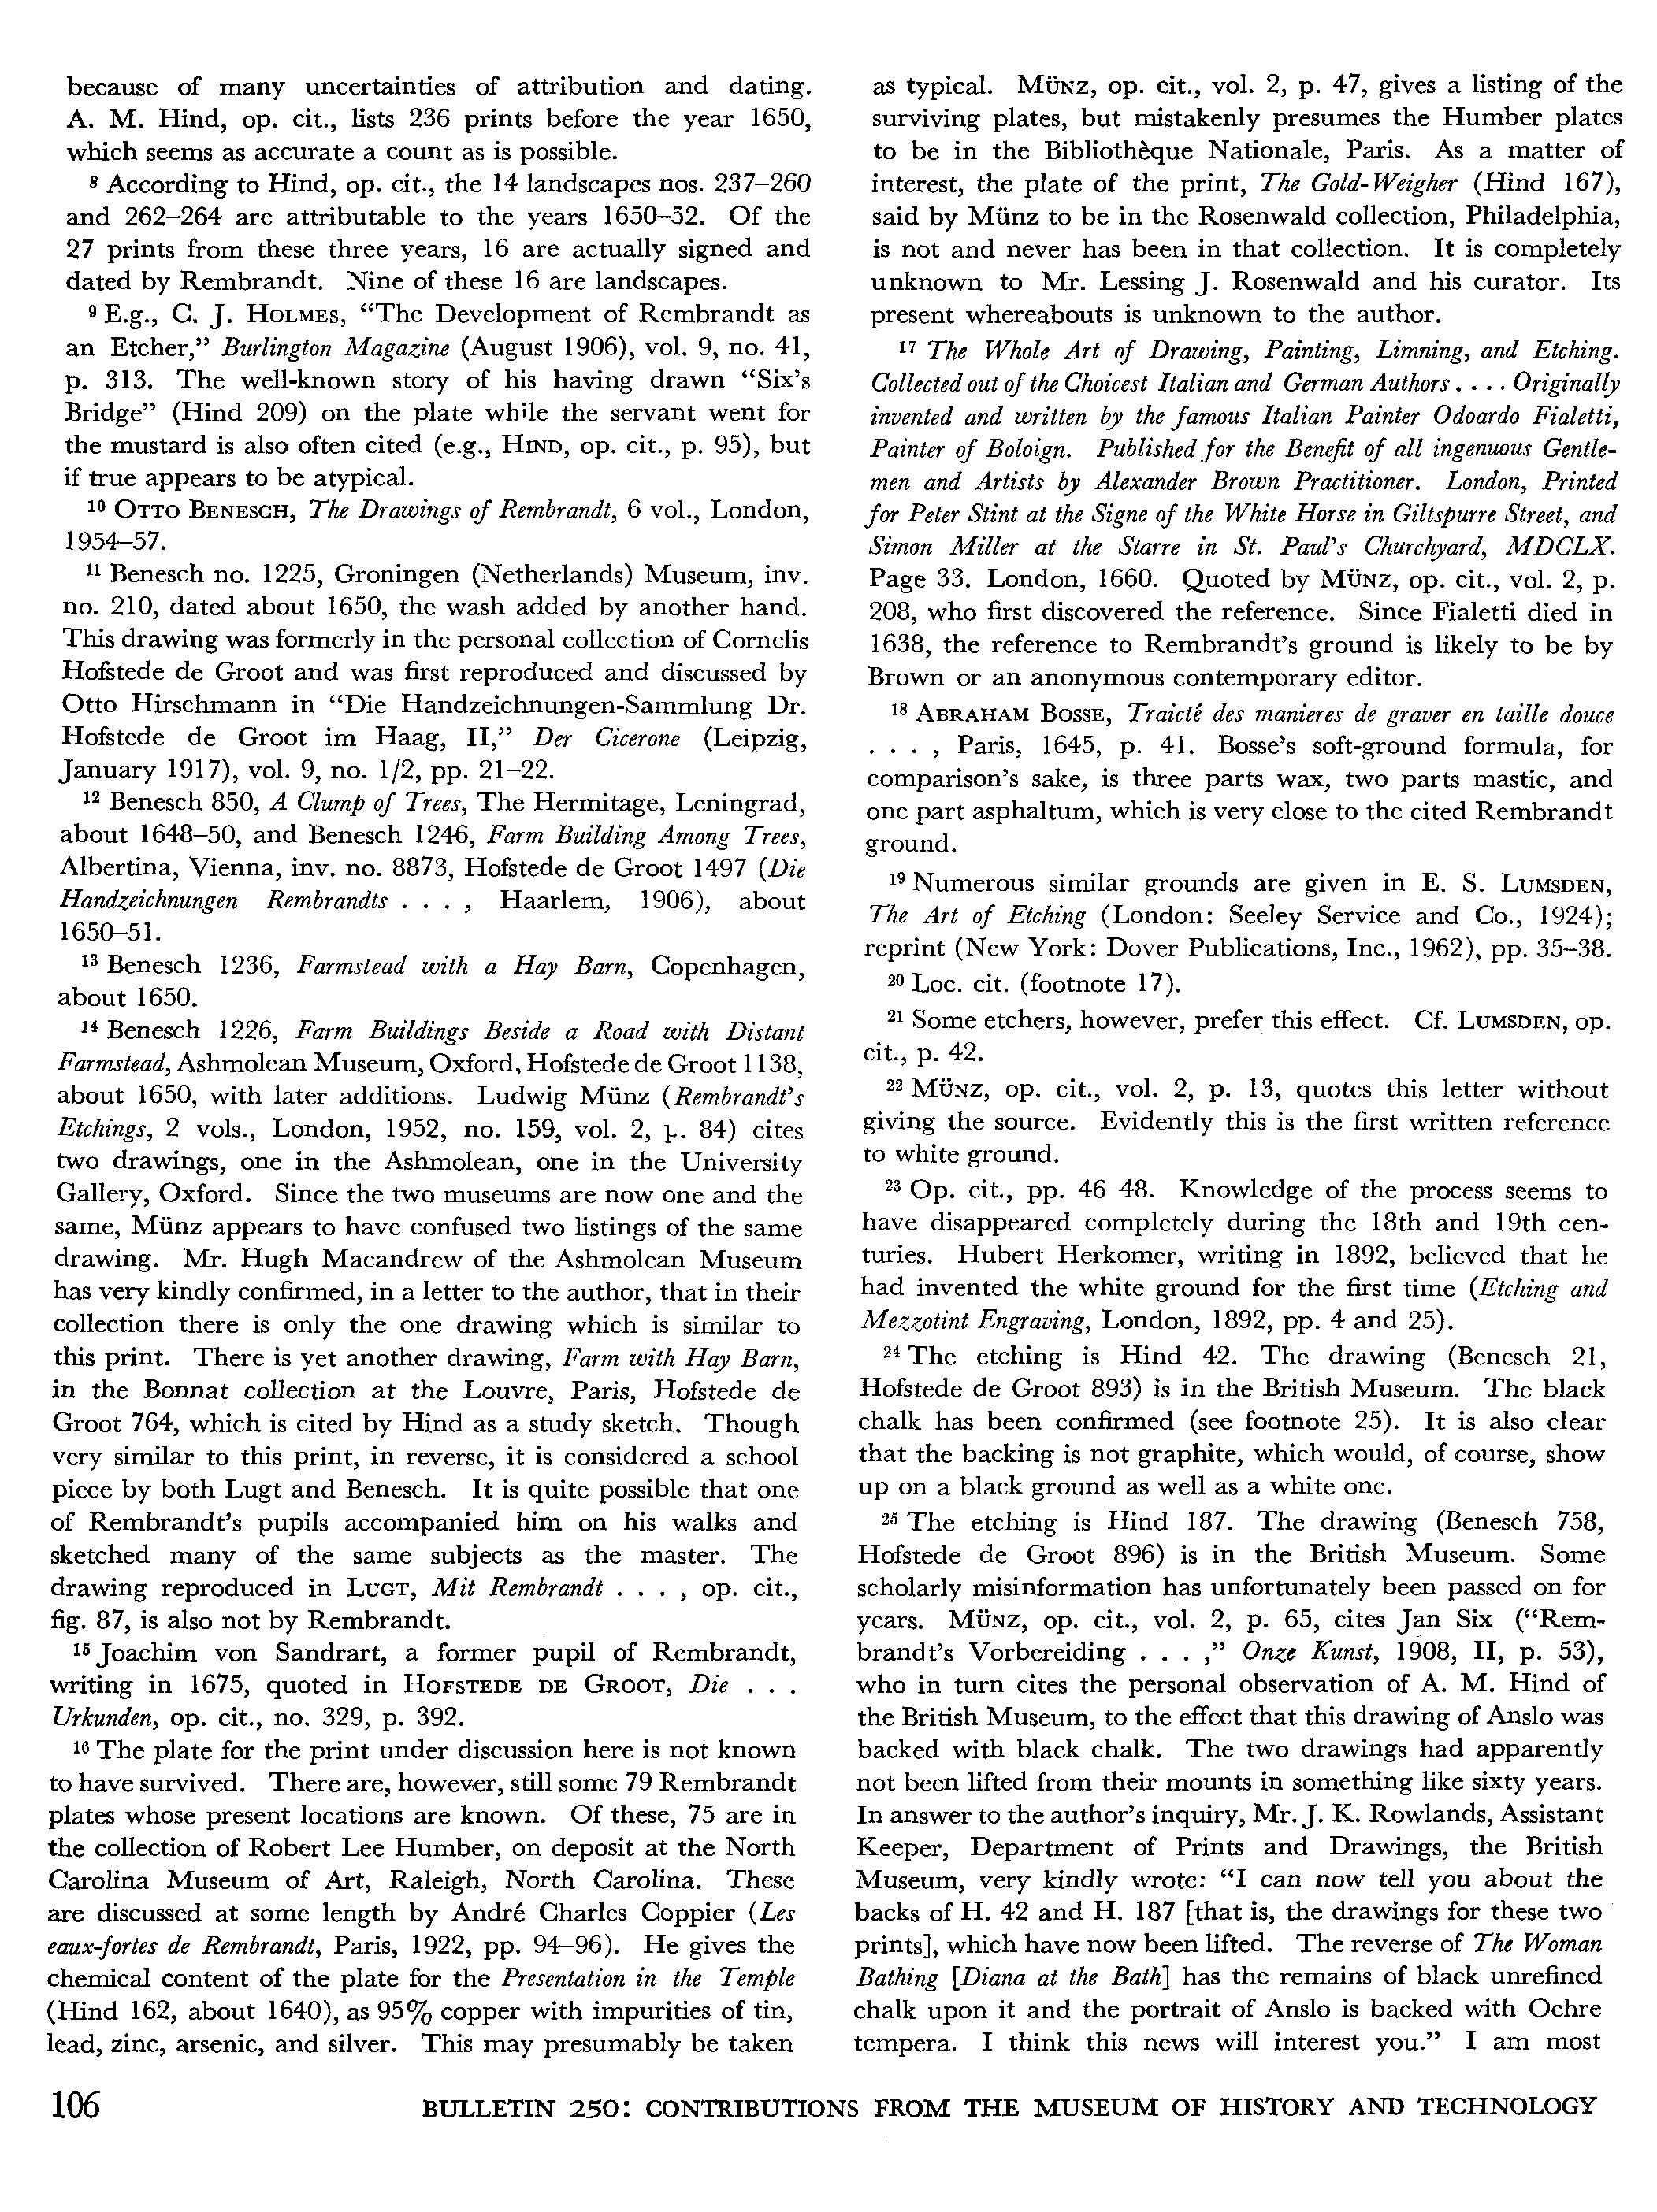 because of many uncertainties of attribution and dating.
A. M. Hind, op. cit., lists 236 prints before the year 1650,
which seems as accurate a count as is possible.
8 According to Hind, op. cit., the 14 landscapes nos. 237–260
and 262–264 are attributable to the years 1650–52. Of the
27 prints from these three years, 16 are actually signed and
dated by Rembrandt. Nine of these 16 are landscapes.
9 E.g., C. J. HOLMES, “The Development of Rembrandt as
an Etcher,” Burlington Magazine (August 1906), vol. 9, no. 41,
p. 313. The well-known story of his having drawn “Six’s
Bridge” (Hind 209) on the plate while the servant went for
the mustard is also often cited (e.g., HIND, op. cit., p. 95), but
if true appears to be atypical.
10 OTTO BENESCH, The Drawings of Rembrandt, 6 vol., London,
1954–57.
11 Benesch no. 1225, Groningen (Netherlands) Museum, inv.
no. 210, dated about 1650, the wash added by another hand.
This drawing was formerly in the personal collection of Cornelis
Hofstede de Groot and was first reproduced and discussed by
Otto Hirschmann in “Die Handzeichnungen-Sammlung Dr.
Hofstede de Groot im Haag, II,” Der Cicerone (Leipzig,
January 1917), vol. 9, no. 1/2, pp. 21–22.
12 Benesch 850, A Clump of Trees, The Hermitage, Leningrad,
about 1648–50, and Benesch 1246, Farm Building Among Trees,
Albertina, Vienna, inv. no. 8873, Hofstede de Groot 1497 (Die
Handzeichnungen Rembrandts . . . , Haarlem, 1906), about
1650–51.
13 Benesch 1236, Farmstead with a Hay Barn, Copenhagen,
about 1650.
14 Benesch 1226, Farm Buildings Beside a Road with Distant
Farmstead, Ashmolean Museum, Oxford, Hofstede de Groot 1138,
about 1650, with later additions. Ludwig Münz (Rembrandt’s
Etchings, 2 vols., London, 1952, no. 159, vol. 2, p. 84) cites
two drawings, one in the Ashmolean, one in the University
Gallery, Oxford. Since the two museums are now one and the
same, Münz appears to have confused two listings of the same
drawing. Mr. Hugh Macandrew of the Ashmolean Museum
has very kindly confirmed, in a letter to the author, that in their
collection there is only the one drawing which is similar to
this print. There is yet another drawing, Farm with Hay Barn,
in the Bonnat collection at the Louvre, Paris, Hofstede de
Groot 764, which is cited by Hind as a study sketch. Though
very similar to this print, in reverse, it is considered a school
piece by both Lugt and Benesch. It is quite possible that one
of Rembrandt’s pupils accompanied him on his walks and
sketched many of the same subjects as the master. The
drawing reproduced in LUGT, Mit Rembrandt . . . , op. cit.,
fig. 87, is also not by Rembrandt.
15 Joachim von Sandrart, a former pupil of Rembrandt,
writing in 1675, quoted in HOFSTEDE DE GROOT, Die . . .
Urkunden, op. cit., no. 329, p. 392.
16 The plate for the print under discussion here is not known
to have survived. There are, however, still some 79 Rembrandt
plates whose present locations are known. Of these, 75 are in
the collection of Robert Lee Humber, on deposit at the North
Carolina Museum of Art, Raleigh, North Carolina. These
are discussed at some length by André Charles Coppier (Les
eaux-fortes de Rembrandt, Paris, 1922, pp. 94–96). He gives the
chemical content of the plate for the Presentation in the Temple
(Hind 162, about 1640), as 95% copper with impurities of tin,
lead, zinc, arsenic, and silver. This may presumably be taken
as typical. MÜNZ, op. cit., vol. 2, p. 47, gives a listing of the
surviving plates, but mistakenly presumes the Humber plates
to be in the Bibliothèque Nationale, Paris. As a matter of
interest, the plate of the print, The Gold-Weigher (Hind 167),
said by Münz to be in the Rosenwald collection, Philadelphia,
is not and never has been in that collection. It is completely
unknown to Mr. Lessing J. Rosenwald and his curator. Its
present whereabouts is unknown to the author.
17 The Whole Art of Drawing, Painting, Limning, and Etching.
Collected out of the Choicest Italian and German Authors . . . . Originally
invented and written by the famous Italian Painter Odoardo Fialetti,
Painter of Boloign. Published for the Benefit of all ingenuous Gentle-
men and Artists by Alexander Brown Practitioner. London, Printed
for Peter Stint at the Signe of the White Horse in Giltspurre Street, and
Simon Miller at the Starre in St. Paul’s Churchyard, MDCLX.
Page 33. London, 1660. Quoted by MÜNZ, op. cit., vol. 2, p.
208, who first discovered the reference. Since Fialetti died in
1638, the reference to Rembrandt’s ground is likely to be by
Brown or an anonymous contemporary editor.
18 ABRAHAM BOSSE, Traicté des manieres de graver en taille douce
. . . , Paris, 1645, p. 41. Bosse’s soft-ground formula, for
comparison’s sake, is three parts wax, two parts mastic, and
one part asphaltum, which is very close to the cited Rembrandt
ground.
19 Numerous similar grounds are given in E. S. LUMSDEN,
The Art of Etching (London: Seeley Service and Co., 1924);
reprint (New York: Dover Publications, Inc., 1962), pp. 35–38.
20 Loc. cit. (footnote 17).
21 Some etchers, however, prefer this effect. Cf. LUMSDEN, op.
cit., p. 42.
22 MÜNZ, op. cit., vol. 2, p. 13, quotes this letter without
giving the source. Evidently this is the first written reference
to white ground.
23 Op. cit., pp. 46–48. Knowledge of the process seems to
have disappeared completely during the 18th and 19th cen-
turies. Hubert Herkomer, writing in 1892, believed that he
had invented the white ground for the first time (Etching and
Mezzotint Engraving, London, 1892, pp. 4 and 25).
24 The etching is Hind 42. The drawing (Benesch 21,
Hofstede de Groot 893) is in the British Museum. The black
chalk has been confirmed (see footnote 25). It is also clear
that the backing is not graphite, which would, of course, show
up on a black ground as well as a white one.
25 The etching is Hind 187. The drawing (Benesch 758,
Hofstede de Groot 896) is in the British Museum. Some
scholarly misinformation has unfortunately been passed on for
years. MÜNZ, op. cit., vol. 2, p. 65, cites Jan Six (“Rem-
brandt’s Vorbereiding . . . ,” Onze Kunst, 1908, II, p. 53),
who in turn cites the personal observation of A. M. Hind of
the British Museum, to the effect that this drawing of Anslo was
backed with black chalk. The two drawings had apparently
not been lifted from their mounts in something like sixty years.
In answer to the author’s inquiry, Mr. J. K. Rowlands, Assistant
Keeper, Department of Prints and Drawings, the British
Museum, very kindly wrote: “I can now tell you about the
backs of H. 42 and H. 187 [that is, the drawings for these two
prints], which have now been lifted. The reverse of The Woman
Bathing [Diana at the Bath] has the remains of black unrefined
chalk upon it and the portrait of Anslo is backed with Ochre
tempera. I think this news will interest you.” I am most
106 BULLETIN 250: CONTRIBUTIONS FROM THE MUSEUM OF HISTORY AND TECHNOLOGY